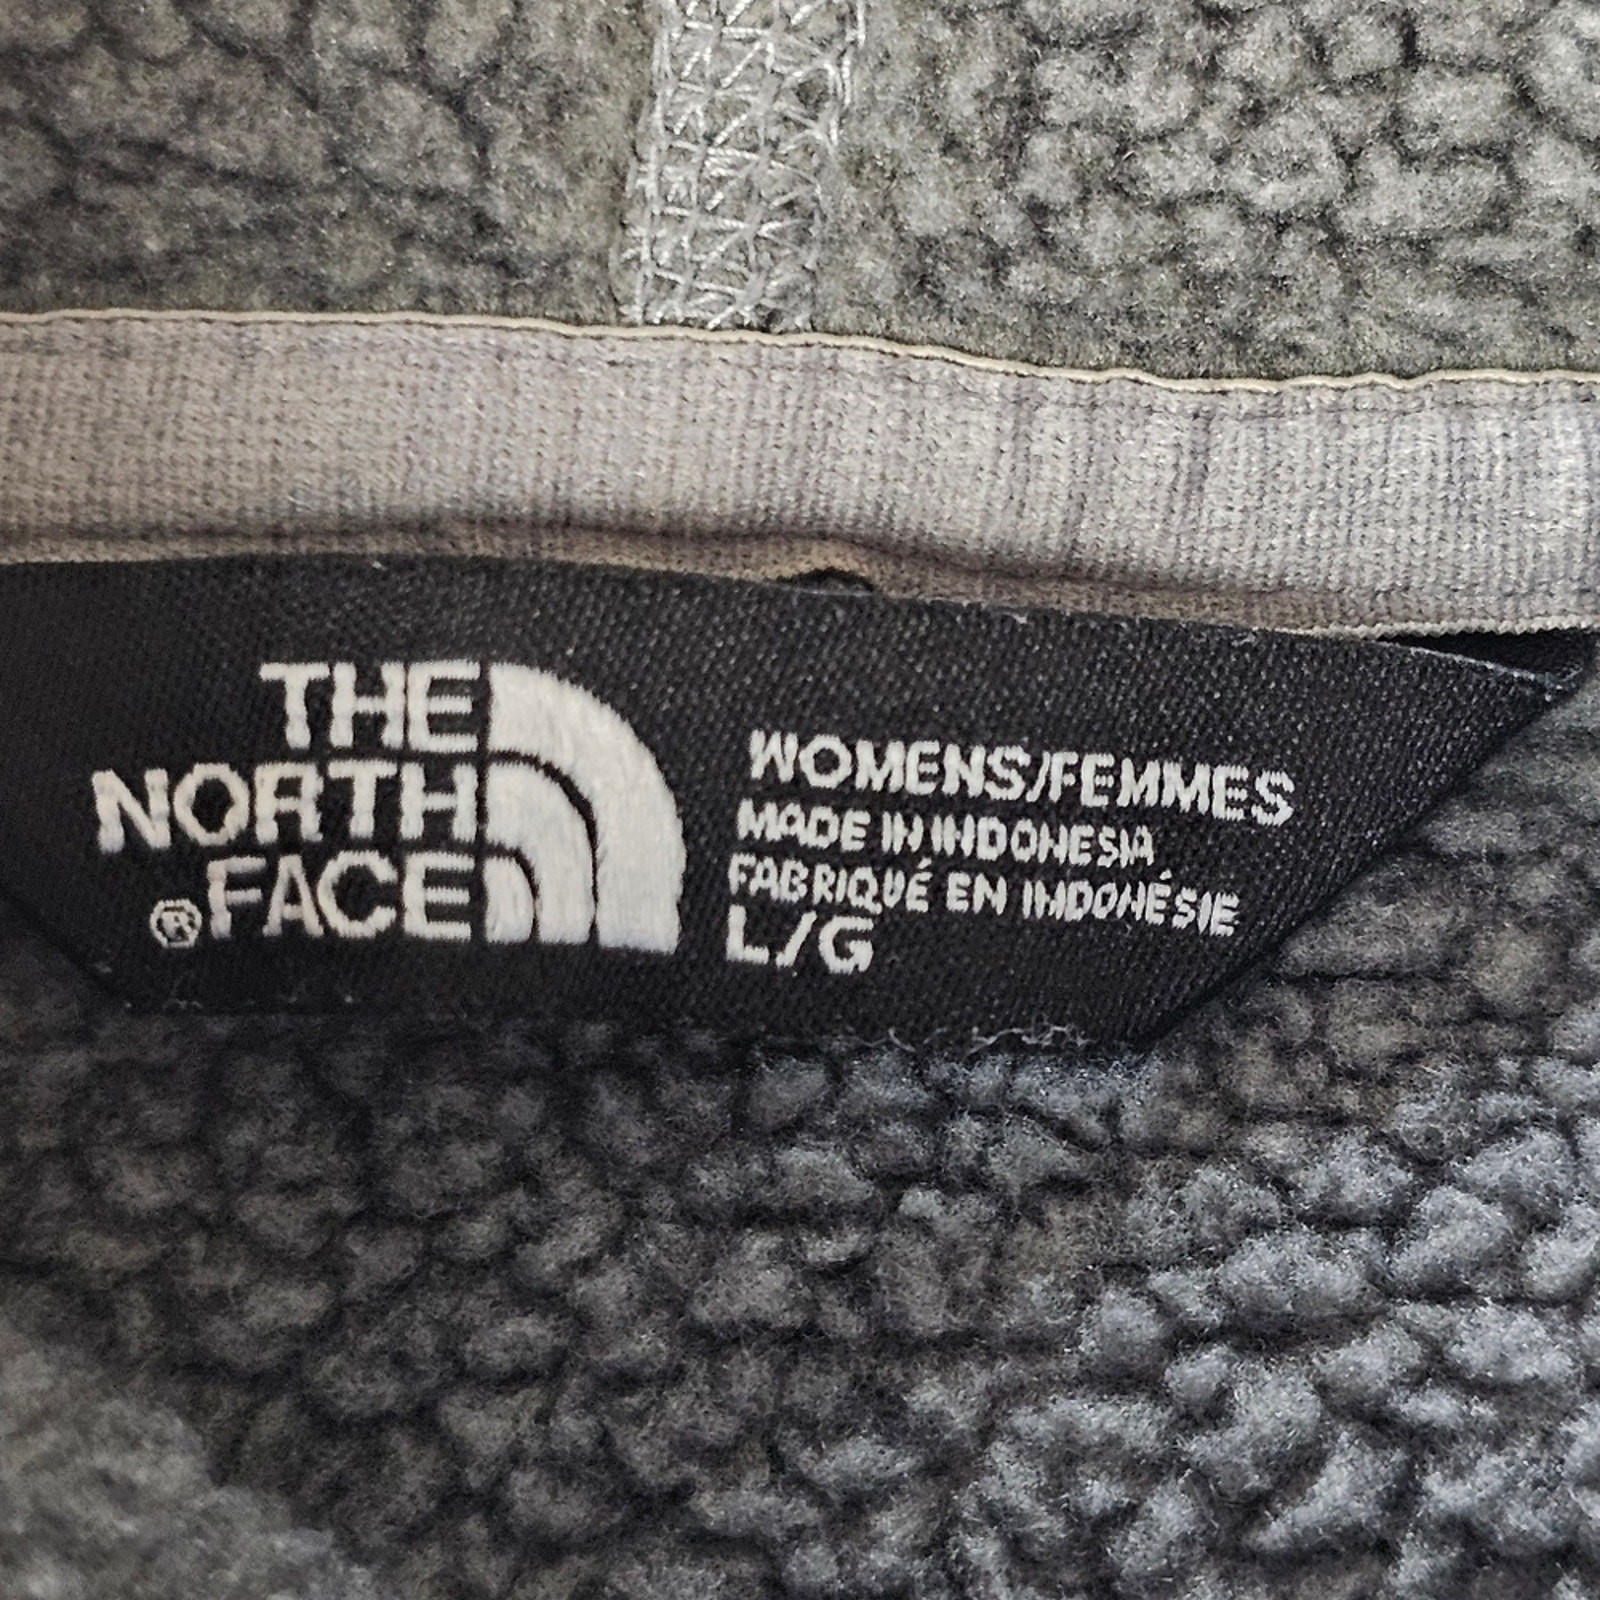 THE
NORTH
®FACE
WOMENS/FEMMES
MADE IN INDONESIA
FABRIQUÉ EN INDONÉSIE
L/G